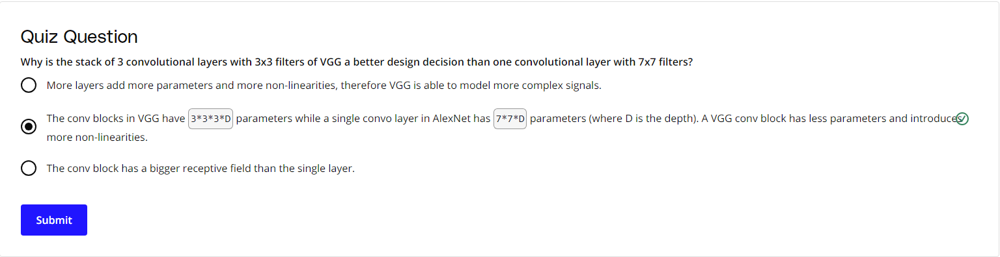 Quiz Question
Why is the stack of 3 convolutional layers with 3x3 filters of VGG a better design decision than one convolutional layer with 7x7 filters?
More layers add more parameters and more non-linearities, therefore VGG is able to model more complex signals.
The conv blocks in VGG have 3*3*3*D parameters while a single convo layer in AlexNet has 7*7*D parameters (where D is the depth). A VGG conv block has less parameters and introduces
more non-linearities.
The conv block has a bigger receptive field than the single layer.
Submit